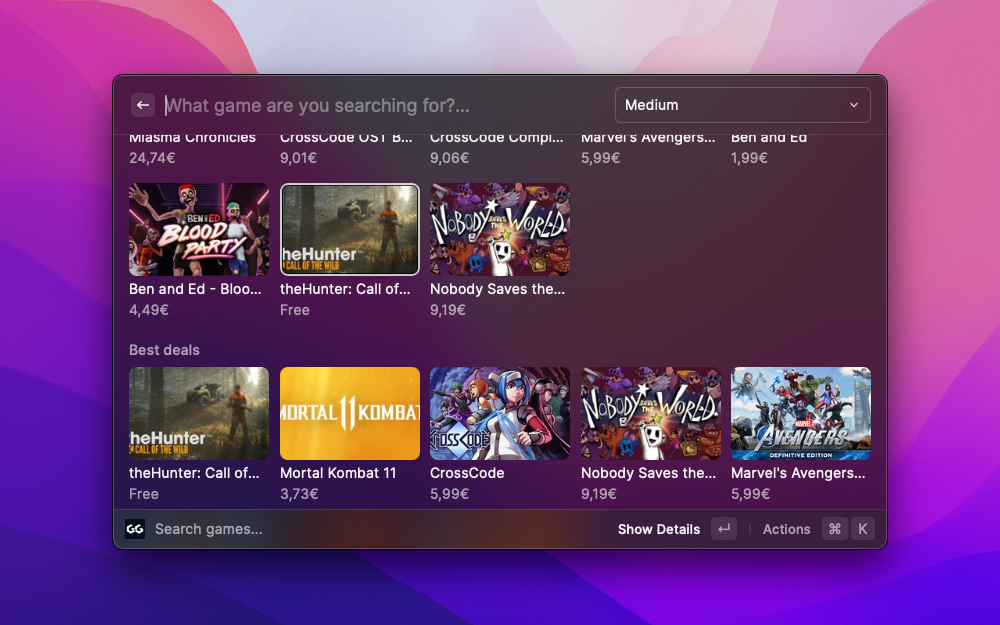 What game are you searching for?...
Medium
Miasma Chronicles
CrossCode OST B...
CrossCode Compl...
Marvel's Avengers...
Ben and Ed
24,74€
9,01€
9,06€
5,99€
1,99€
BEN AND ED
BLOOD
PARTY
theHunter
CALL OF THE WILD
NOBODY
SAVES THE
WORLD
Ben and Ed - Bloo...
theHunter: Call of...
Nobody Saves the...
4,49€
Free
9,19€
Best deals
heHunter
CALL OF THE WILD
MORTAL 11 KOMBAT
CROSSCODE
NOBODY
SAVES THE
WORLD
MARVEL
AVENGERS
DEFINITIVE EDITION
theHunter: Call of...
Mortal Kombat 11
CrossCode
Nobody Saves the...
Marvel's Avengers...
Free
3,73€
5,99€
9,19€
5,99€
GG
Search games...
Show Details
Actions
⌘
K